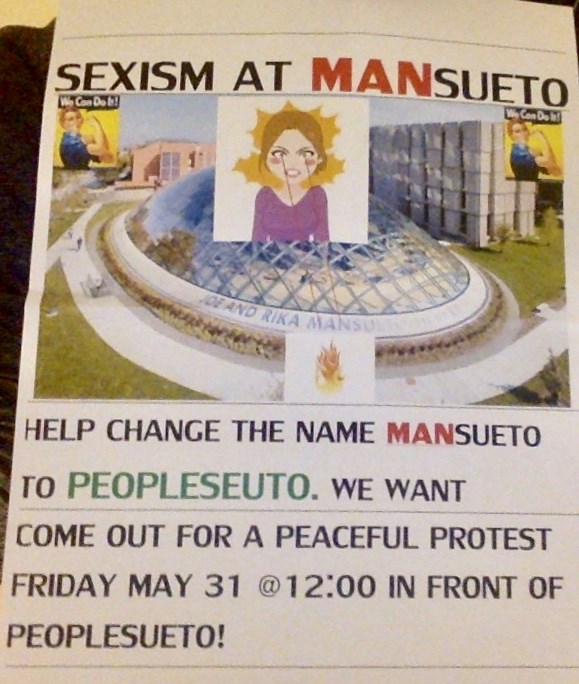 SEXISM AT MANSUETO
We Can Do It!
We Can Do It!
JOE AND RIKA MANSU
HELP CHANGE THE NAME MANSUETO
TO PEOPLESEUTO. WE WANT
COME OUT FOR A PEACEFUL PROTEST
FRIDAY MAY 31 @12:00 IN FRONT OF
PEOPLESUETO!